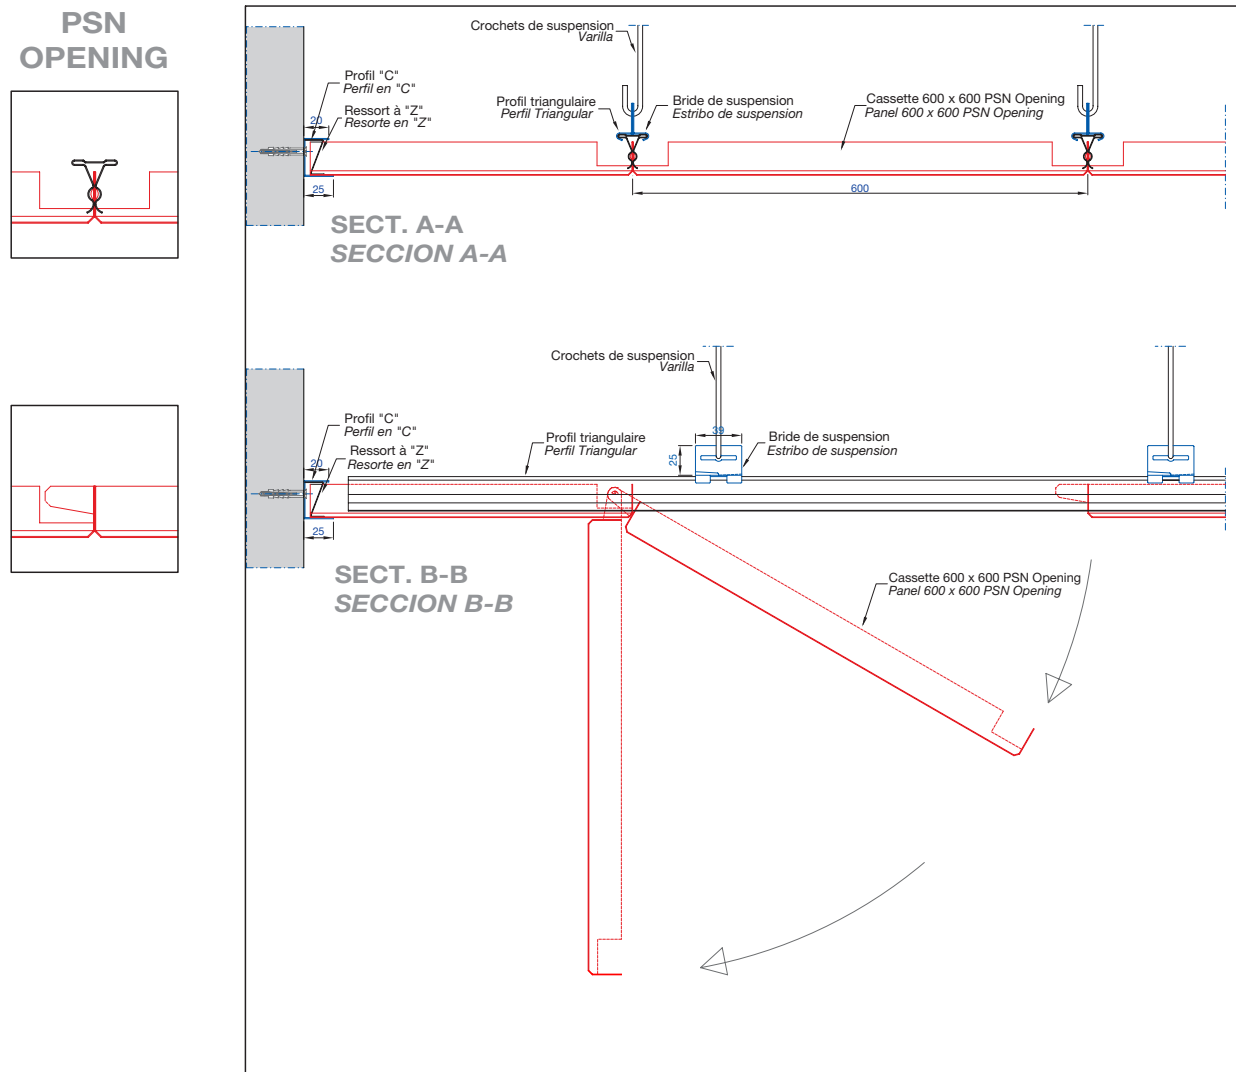 PSN
OPENING
Crochets de suspension
Varilla
Profil "C"
Perfil en "C"
Ressort à "Z"
Resorte en "Z"
20
25
Profil triangulaire
Perfil Triangular
Bride de suspension
Estribo de suspension
Cassette 600 x 600 PSN Opening
Panel 600 x 600 PSN Opening
600
SECT. A-A
SECCION A-A
Crochets de suspension
Varilla
Profil "C"
Perfil en "C"
Ressort à "Z"
Resorte en "Z"
20
25
Profil triangulaire
Perfil Triangular
39
25
Bride de suspension
Estribo de suspension
SECT. B-B
SECCION B-B
Cassette 600 x 600 PSN Opening
Panel 600 x 600 PSN Opening